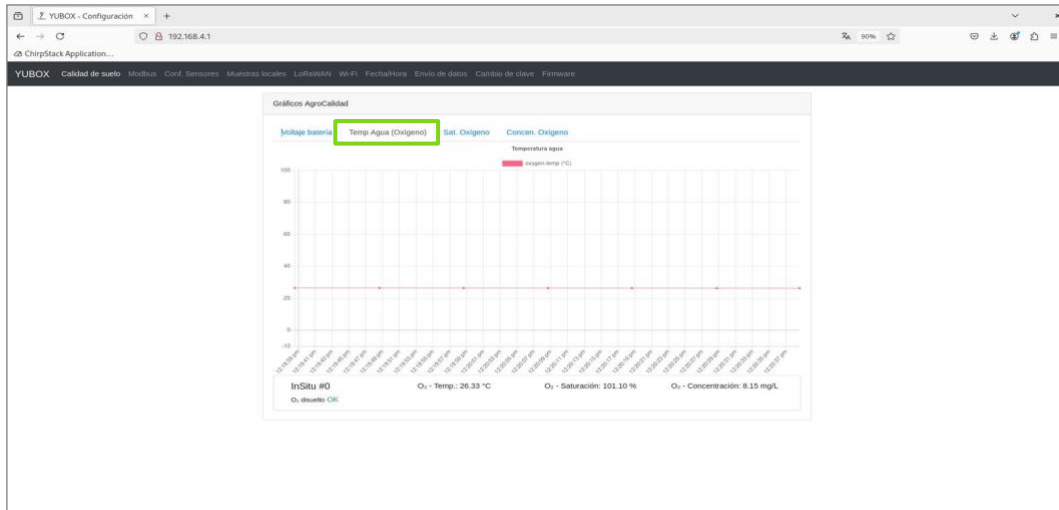 YUBOX - Configuración × +
192.168.4.1 90%
ChirpStack Application...
YUBOX Calidad de suelo Modbus Conf. Sensores Muestras locales LoRaWAN Wi-Fi Fecha/Hora Envío de datos Cambio de clave Firmware
Gráficos AgroCalidad
Voltaje batería Temp Agua (Oxígeno) Sat. Oxígeno Concen. Oxígeno
Temperatura agua
oxygen temp (°C)
100
80
60
40
20
0
-10
InSitu #0 O₂ - Temp.: 26.33 °C O₂ - Saturación: 101.10 % O₂ - Concentración: 8.15 mg/L
O₂ disuelto OK